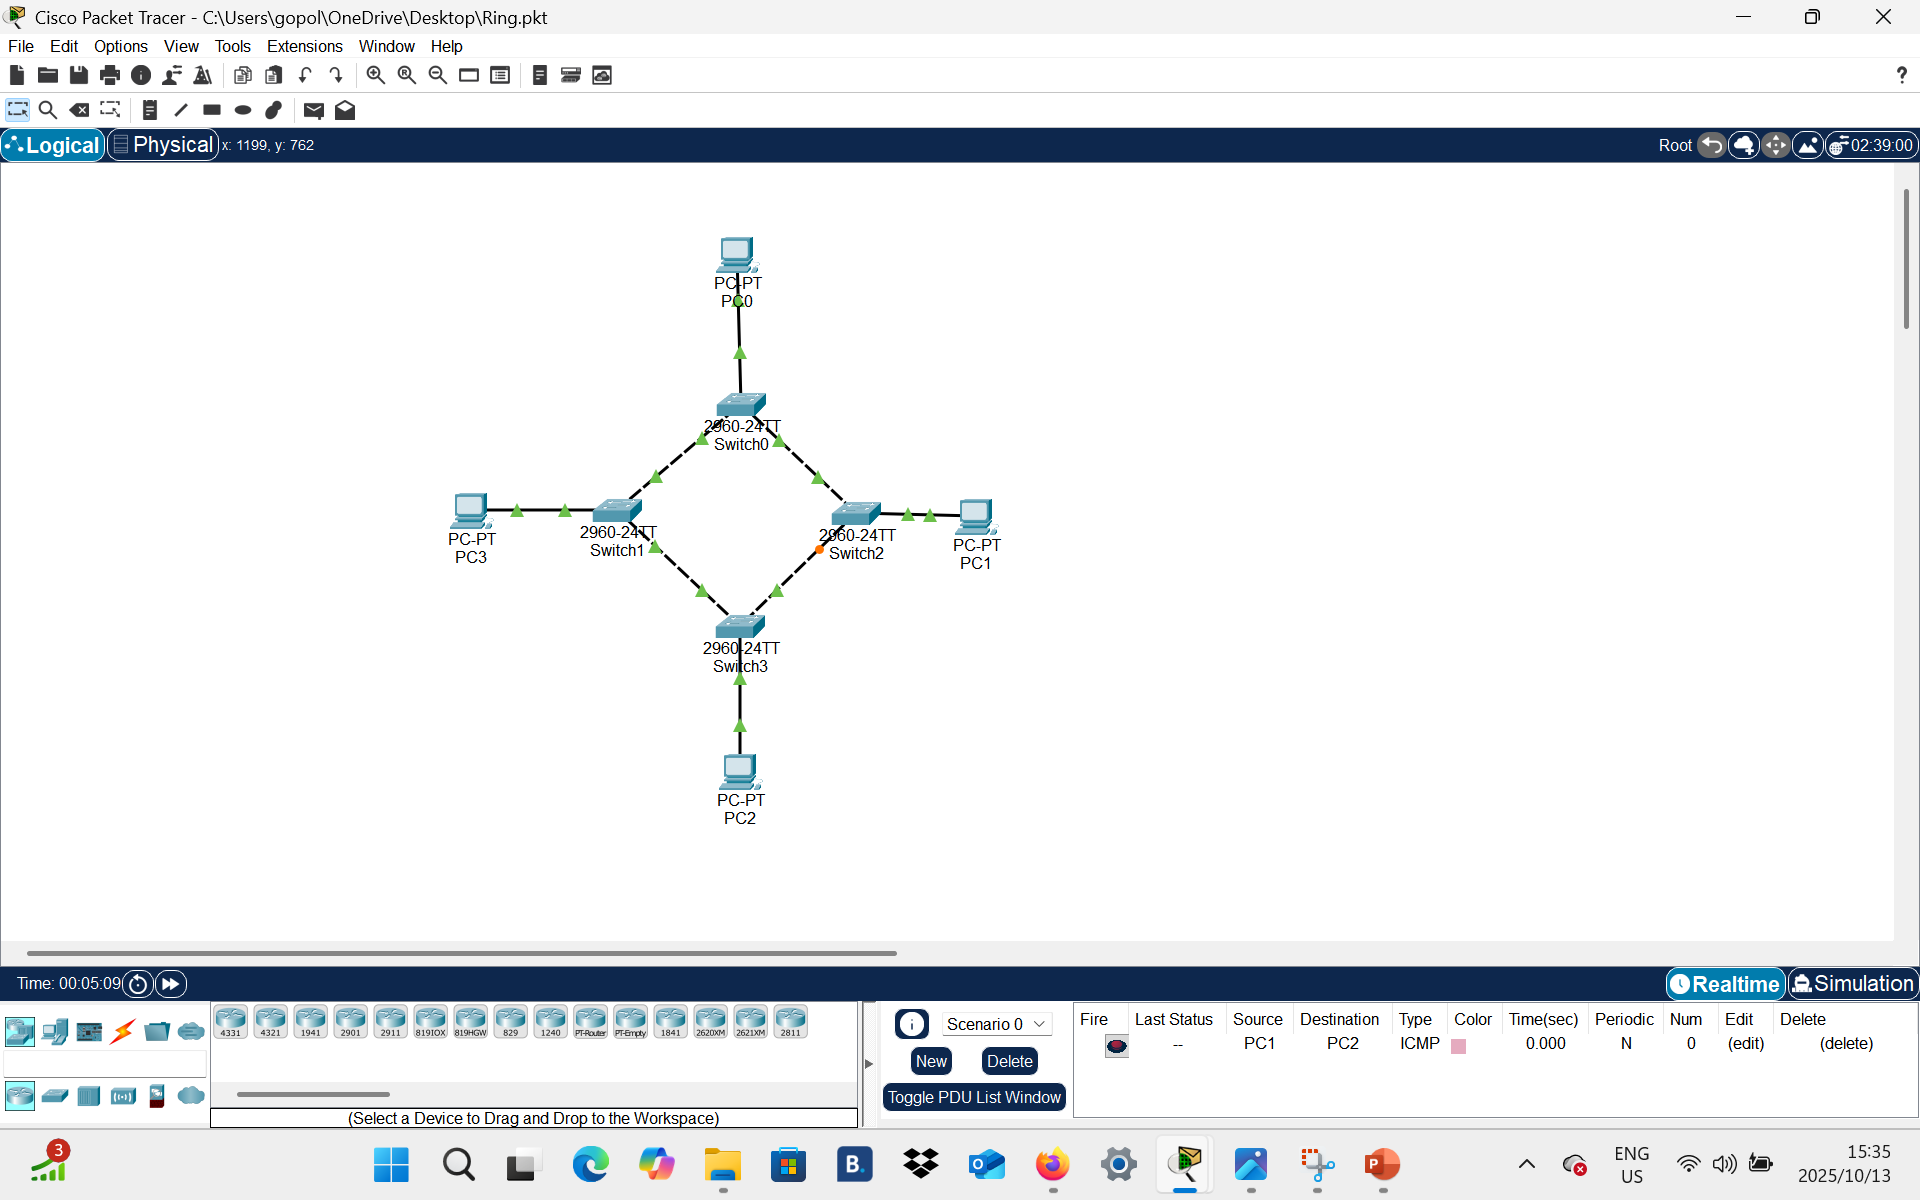 Cisco Packet Tracer - C:\Users\gopol\OneDrive\Desktop\Ring.pkt
File Edit Options View Tools Extensions Window Help
?
Logical Physical x: 1199, y: 762 Root 02:39:00
PC-PT
PC0
2960-24TT
Switch0
PC-PT
PC3
2960-24TT
Switch1
2960-24TT
Switch2
PC-PT
PC1
2960-24TT
Switch3
PC-PT
PC2
Time: 00:05:09 Realtime Simulation
4331 4321 1941 2901 2911 819IOX 819HGW 829 1240 PT-Router PT-Empty 1841 2620XM 2621XM 2811
(Select a Device to Drag and Drop to the Workspace)
Scenario 0
New Delete
Toggle PDU List Window
Fire Last Status Source Destination Type Color Time(sec) Periodic Num Edit Delete
-- PC1 PC2 ICMP 0.000 N 0 (edit) (delete)
3
B.
ENG
US
15:35
2025/10/13